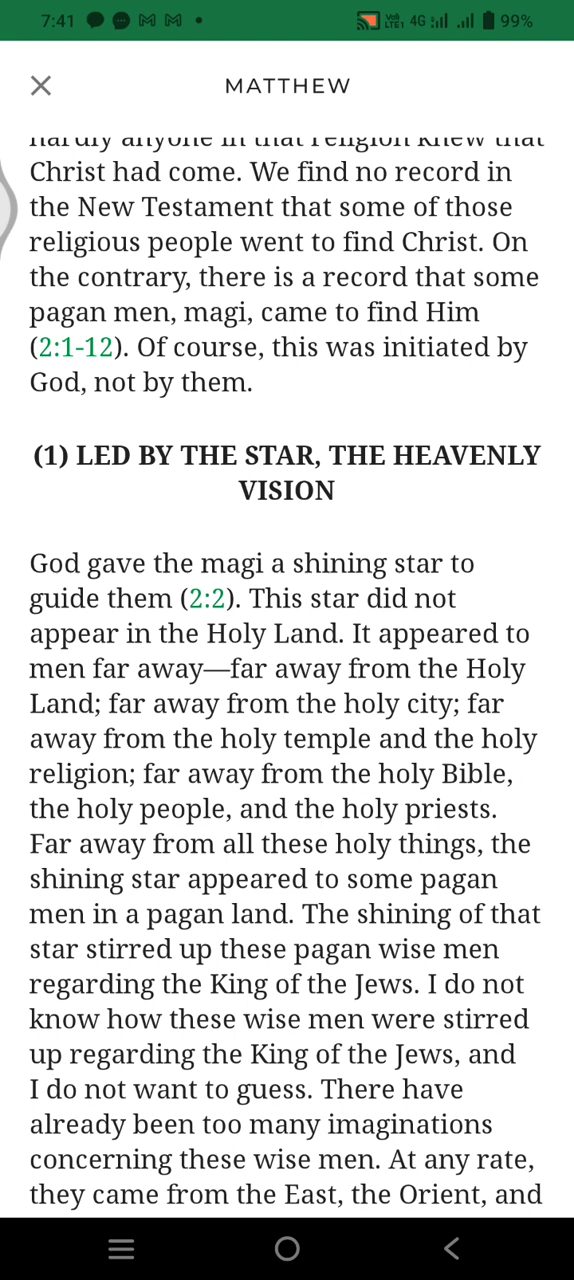 7:41
4G
99%
MATTHEW
hardly anyone in that religion knew that
Christ had come. We find no record in
the New Testament that some of those
religious people went to find Christ. On
the contrary, there is a record that some
pagan men, magi, came to find Him
(2:1-12). Of course, this was initiated by
God, not by them.
(1) LED BY THE STAR, THE HEAVENLY
VISION
God gave the magi a shining star to
guide them (2:2). This star did not
appear in the Holy Land. It appeared to
men far away—far away from the Holy
Land; far away from the holy city; far
away from the holy temple and the holy
religion; far away from the holy Bible,
the holy people, and the holy priests.
Far away from all these holy things, the
shining star appeared to some pagan
men in a pagan land. The shining of that
star stirred up these pagan wise men
regarding the King of the Jews. I do not
know how these wise men were stirred
up regarding the King of the Jews, and
I do not want to guess. There have
already been too many imaginations
concerning these wise men. At any rate,
they came from the East, the Orient, and